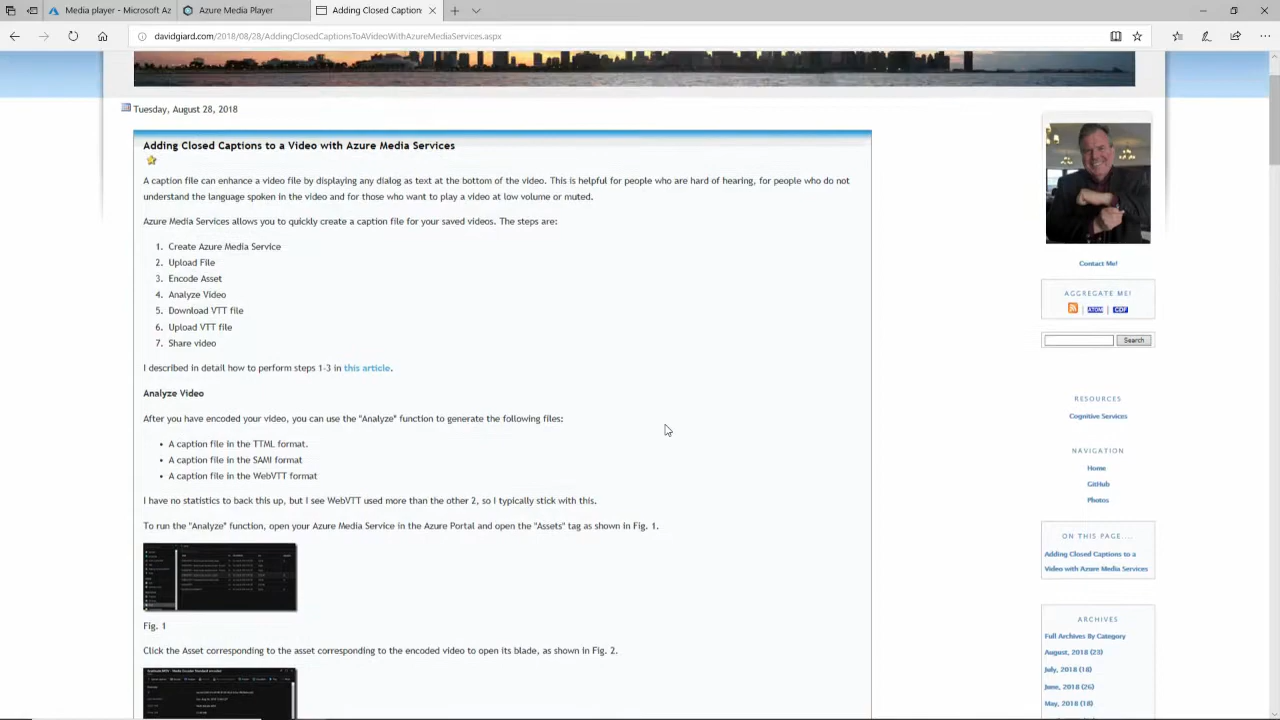 Media player - Microsoft Az
Azure Media Player
Adding Closed Caption
davidgiard.com/2018/08/28/AddingClosedCaptionsToAVideoWithAzureMediaServices.aspx
Tuesday, August 28, 2018
Adding Closed Captions to a Video with Azure Media Services
A caption file can enhance a video file by displaying any dialog as text at the bottom of the video. This is helpful for people who are hard of hearing, for people who do not
understand the language spoken in the video and for those who want to play a video at low volume or muted.
Azure Media Services allows you to quickly create a caption file for your saved videos. The steps are:
1. Create Azure Media Service
2. Upload File
3. Encode Asset
4. Analyze Video
5. Download VTT file
6. Upload VTT file
7. Share video
I described in detail how to perform steps 1-3 in this article.
Analyze Video
After you have encoded your video, you can use the "Analyze" function to generate the following files:
• A caption file in the TTML format.
• A caption file in the SAMI format
• A caption file in the WebVTT format
I have no statistics to back this up, but I see WebVTT used more than the other 2, so I typically stick with this.
To run the "Analyze" function, open your Azure Media Service in the Azure Portal and open the "Assets" tag as shown in Fig. 1.
Fig. 1
Click the Asset corresponding to the asset corresponding to the encoded video to open its blade, as shown in Fig. 2.
Contact Me!
AGGREGATE ME!
| ATOM | CDF
Search
RESOURCES
Cognitive Services
NAVIGATION
Home
GitHub
Photos
ON THIS PAGE....
Adding Closed Captions to a
Video with Azure Media Services
ARCHIVES
Full Archives By Category
August, 2018 (23)
July, 2018 (18)
June, 2018 (26)
May, 2018 (18)